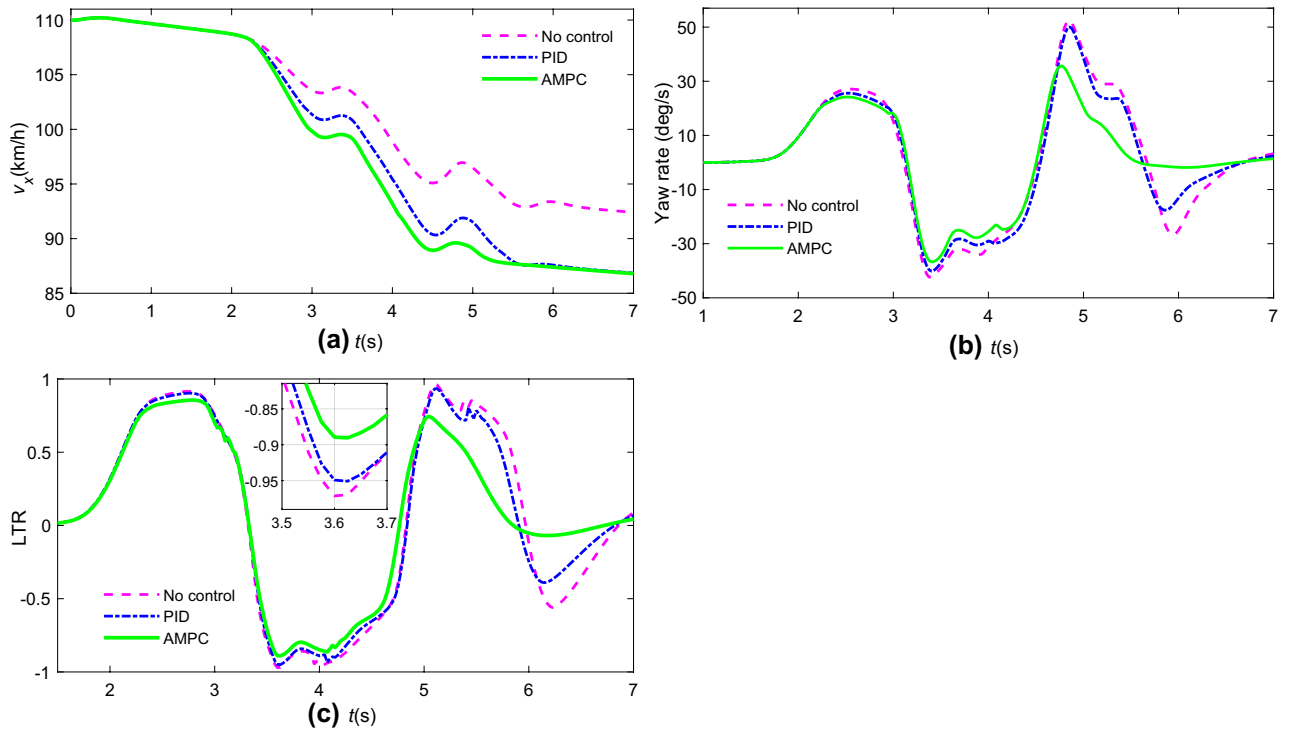 110
105
100
95
90
85
v_x(km/h)
No control
PID
AMPC
0 1 2 3 4 5 6 7
(a) t(s)
50
30
10
-10
-30
-50
Yaw rate (deg/s)
No control
PID
AMPC
1 2 3 4 5 6 7
(b) t(s)
1
0.5
0
-0.5
-1
LTR
-0.85
-0.9
-0.95
3.5 3.6 3.7
No control
PID
AMPC
2 3 4 5 6 7
(c) t(s)